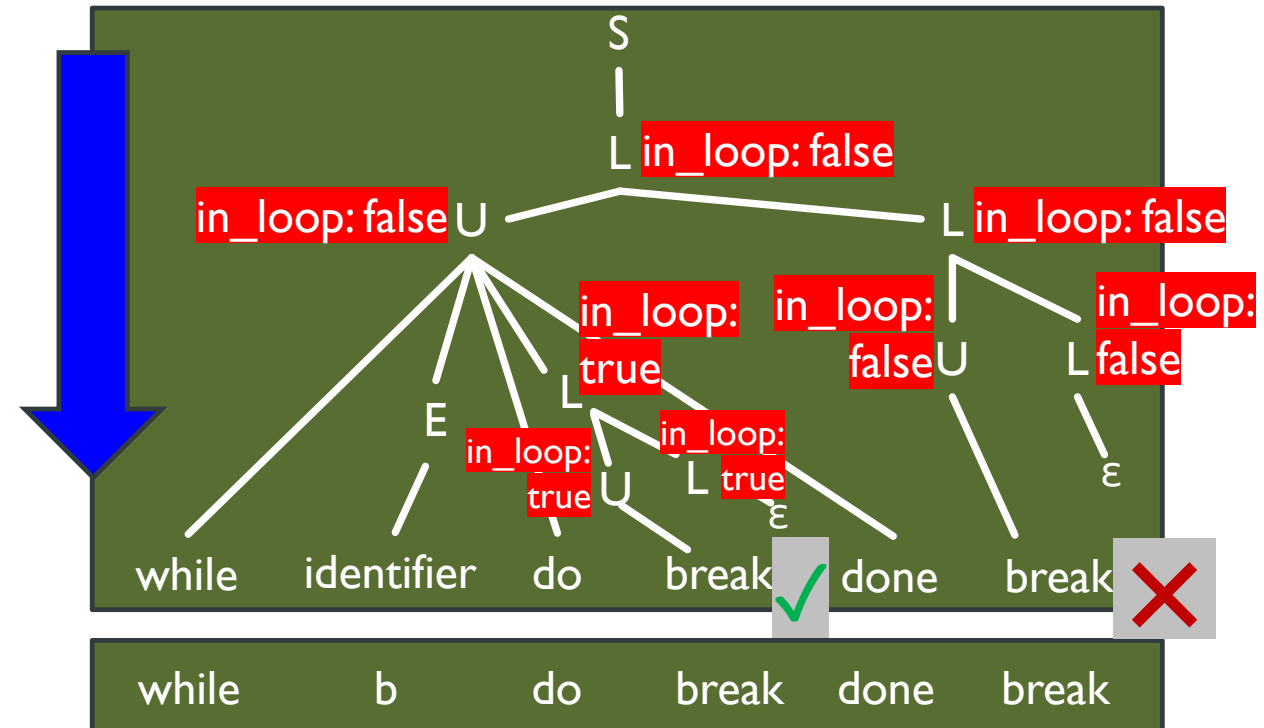 S
L in_loop: false
in_loop: false U
L in_loop: false
in_loop:
true
in_loop:
false U
in_loop:
L false
E
L
in_loop:
true U
in_loop:
L true
ε
ε
while identifier do break done break
while b do break done break